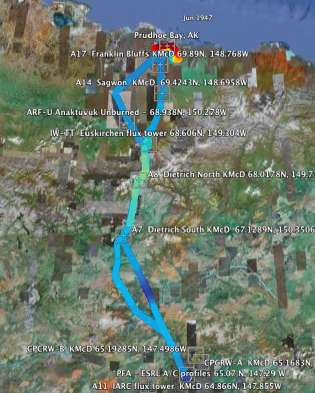 Jun 1947
Prudhoe Bay, AK
A17 Franklin Bluffs KMcD 69.89N, 148.768W
A14 Sagwon KMcD 69.4243N, 148.6958W
ARF-U Anaktuvuk Unburned - 68.938N, 150.278W
IW-TT Euskirchen flux tower 68.606N, 149.304W
A8 Dietrich North KMcD 68.0178N, 149.7
A7 Dietrich South KMcD 67.1289N, 150.3506
CPCRW-B KMcD 65.19285N, 147.4986W
CPGRW-A KMcD 65.1683N
PFA - ESRL A/C profiles 65.07 N, 147.29 W
A11 IARC flux tower 64.866N, 147.855W